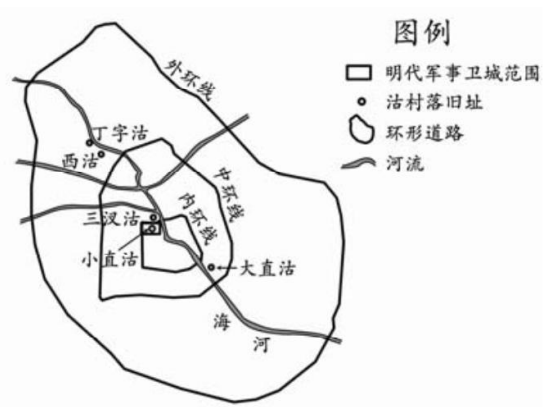 图例
明代军事卫城范围
沽村落旧址
环形道路
河流
外环线
丁字沽
西沽
中环线
内环线
三汊沽
小直沽
大直沽
海河